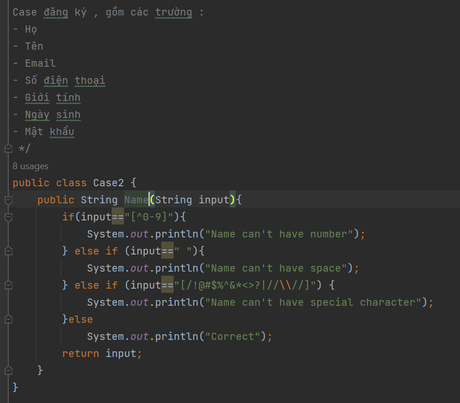 Case đăng ký , gồm các trường :
- Họ
- Tên
- Email
- Số điện thoại
- Giới tính
- Ngày sinh
- Mật khẩu
*/
8 usages
public class Case2 {
public String Name(String input){
if(input=="[^0-9]"){
System.out.println("Name can't have number");
} else if (input==" "){
System.out.println("Name can't have space");
} else if (input=="[/!@#$%^&*<>?|//\\//]") {
System.out.println("Name can't have special character");
}else
System.out.println("Correct");
return input;
}
}